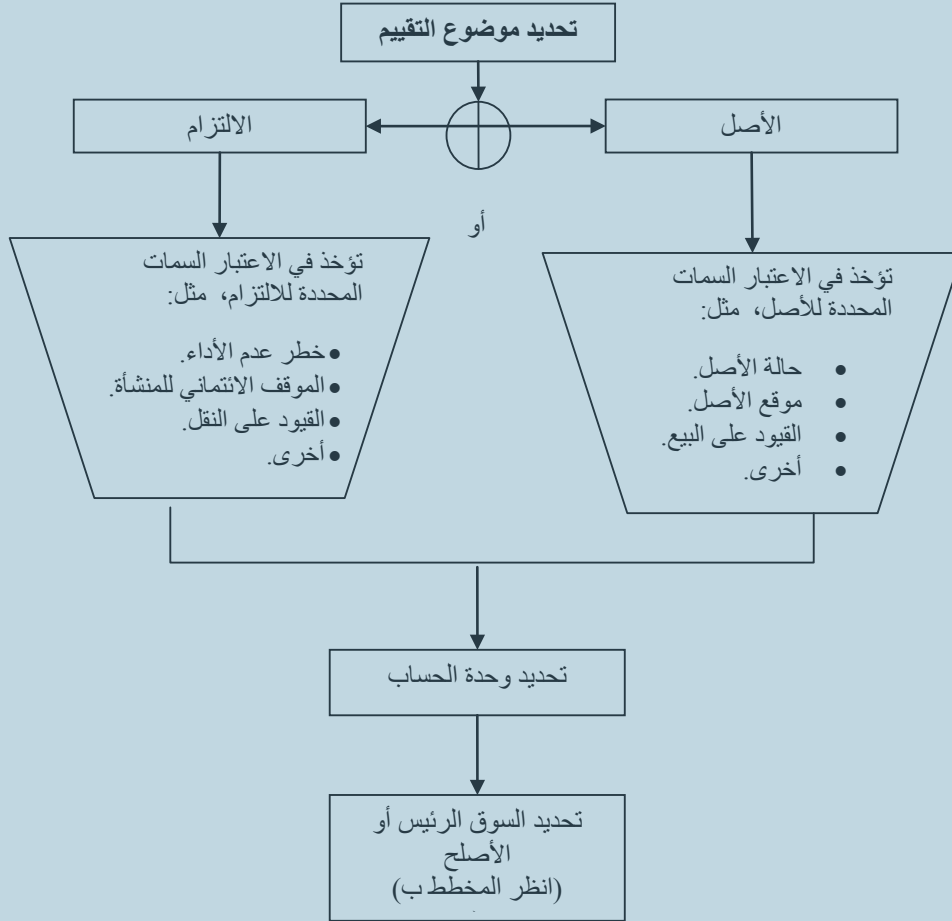 تحديد موضوع التقييم
الأصل
الالتزام
أو
تؤخذ في الاعتبار السمات
المحددة للأصل، مثل:
• حالة الأصل.
• موقع الأصل.
• القيود على البيع.
• أخرى.
تؤخذ في الاعتبار السمات
المحددة للالتزام، مثل:
• خطر عدم الأداء.
• الموقف الائتماني للمنشأة.
• القيود على النقل.
• أخرى.
تحديد وحدة الحساب
تحديد السوق الرئيس أو
الأصلح
(انظر المخطط ب)
.